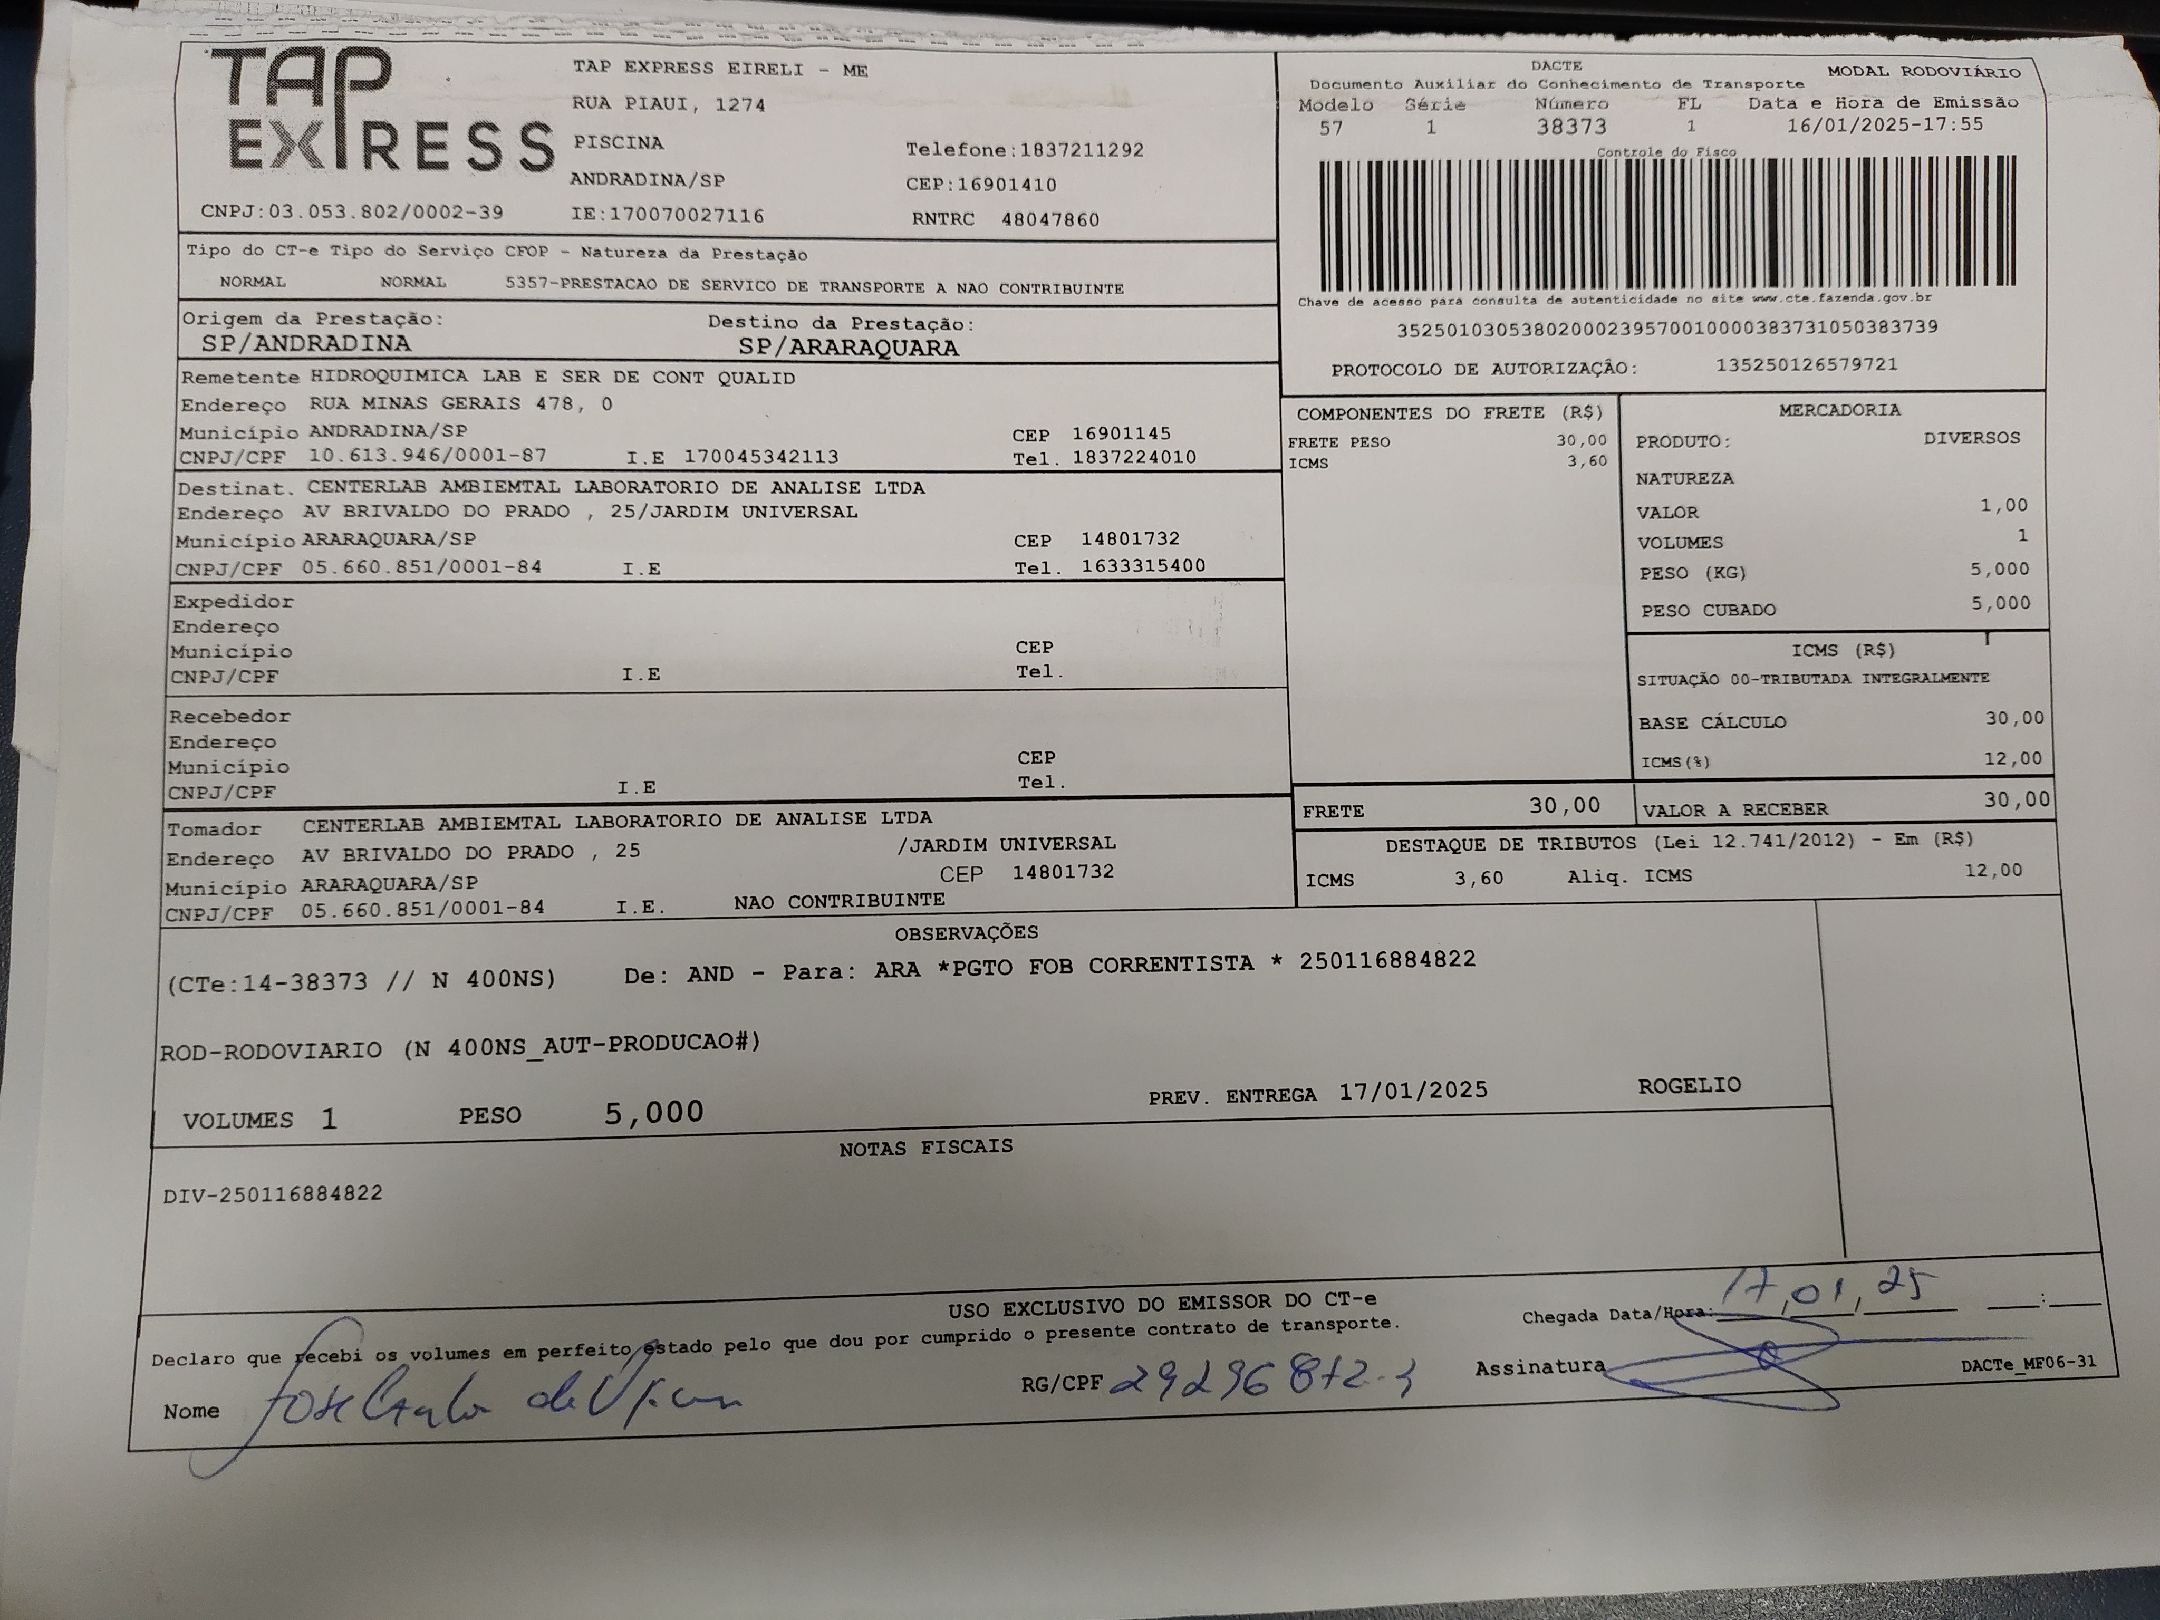 TAP EXPRESS
TAP EXPRESS EIRELI - ME
RUA PIAUI, 1274
PISCINA
Telefone:1837211292
ANDRADINA/SP
CEP:16901410
CNPJ:03.053.802/0002-39
IE:170070027116
RNTRC 48047860
DACTE
MODAL RODOVIÁRIO
Documento Auxiliar do Conhecimento de Transporte
Modelo Série Número FL Data e Hora de Emissão
57 1 38373 1 16/01/2025-17:55
Controle do Fisco
Chave de acesso para consulta de autenticidade no site www.cte.fazenda.gov.br
35250103053802000239570010000383731050383739
PROTOCOLO DE AUTORIZAÇÃO: 135250126579721
Tipo do CT-e Tipo do Serviço CFOP - Natureza da Prestação
NORMAL NORMAL 5357-PRESTACAO DE SERVICO DE TRANSPORTE A NAO CONTRIBUINTE
Origem da Prestação: Destino da Prestação:
SP/ANDRADINA SP/ARARAQUARA
Remetente HIDROQUIMICA LAB E SER DE CONT QUALID
Endereço RUA MINAS GERAIS 478, 0
Município ANDRADINA/SP CEP 16901145
CNPJ/CPF 10.613.946/0001-87 I.E 170045342113 Tel. 1837224010
Destinat. CENTERLAB AMBIEMTAL LABORATORIO DE ANALISE LTDA
Endereço AV BRIVALDO DO PRADO , 25/JARDIM UNIVERSAL
Município ARARAQUARA/SP CEP 14801732
CNPJ/CPF 05.660.851/0001-84 I.E Tel. 1633315400
Expedidor
Endereço
Município CEP
CNPJ/CPF I.E Tel.
Recebedor
Endereço
Município CEP
CNPJ/CPF I.E Tel.
Tomador CENTERLAB AMBIEMTAL LABORATORIO DE ANALISE LTDA
Endereço AV BRIVALDO DO PRADO , 25 /JARDIM UNIVERSAL
Município ARARAQUARA/SP CEP 14801732
CNPJ/CPF 05.660.851/0001-84 I.E. NAO CONTRIBUINTE
COMPONENTES DO FRETE (R$)
FRETE PESO 30,00
ICMS 3,60
MERCADORIA
PRODUTO: DIVERSOS
NATUREZA
VALOR 1,00
VOLUMES 1
PESO (KG) 5,000
PESO CUBADO 5,000
ICMS (R$)
SITUAÇÃO 00-TRIBUTADA INTEGRALMENTE
BASE CÁLCULO 30,00
ICMS(%) 12,00
FRETE 30,00 VALOR A RECEBER 30,00
DESTAQUE DE TRIBUTOS (Lei 12.741/2012) - Em (R$)
ICMS 3,60 Aliq. ICMS 12,00
OBSERVAÇÕES
(CTe:14-38373 // N 400NS) De: AND - Para: ARA *PGTO FOB CORRENTISTA * 250116884822
ROD-RODOVIARIO (N 400NS_AUT-PRODUCAO#)
VOLUMES 1 PESO 5,000 PREV. ENTREGA 17/01/2025 ROGELIO
NOTAS FISCAIS
DIV-250116884822
USO EXCLUSIVO DO EMISSOR DO CT-e
Chegada Data/Hora: 17,01,25 :
Declaro que recebi os volumes em perfeito estado pelo que dou por cumprido o presente contrato de transporte.
Nome Jose RG/CPF Assinatura DACTe_MF06-31